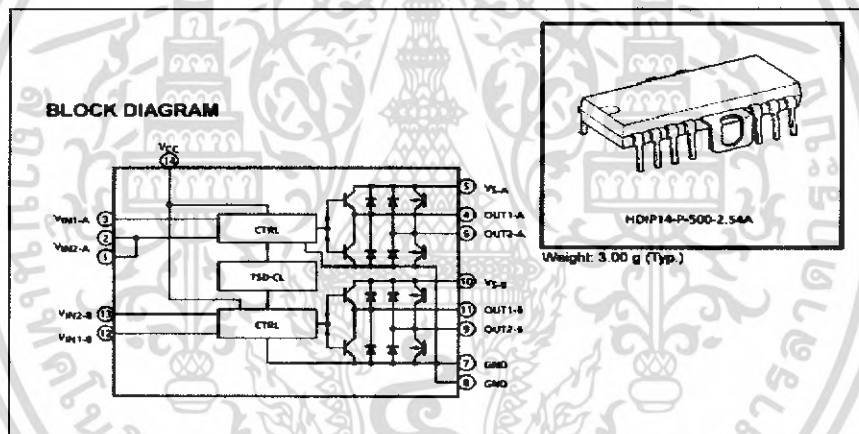 BLOCK DIAGRAM
VCC
14
VIN1-A 3
VIN2-A 2
1
CTRL
TSD·CL
CTRL
VIN2-B 13
VIN1-B 12
5 VS-A
4 OUT1-A
6 OUT2-A
10 VS-B
11 OUT1-B
9 OUT2-B
7 GND
8 GND
HDIP14-P-500-2.54A
Weight: 3.00 g (Typ.)